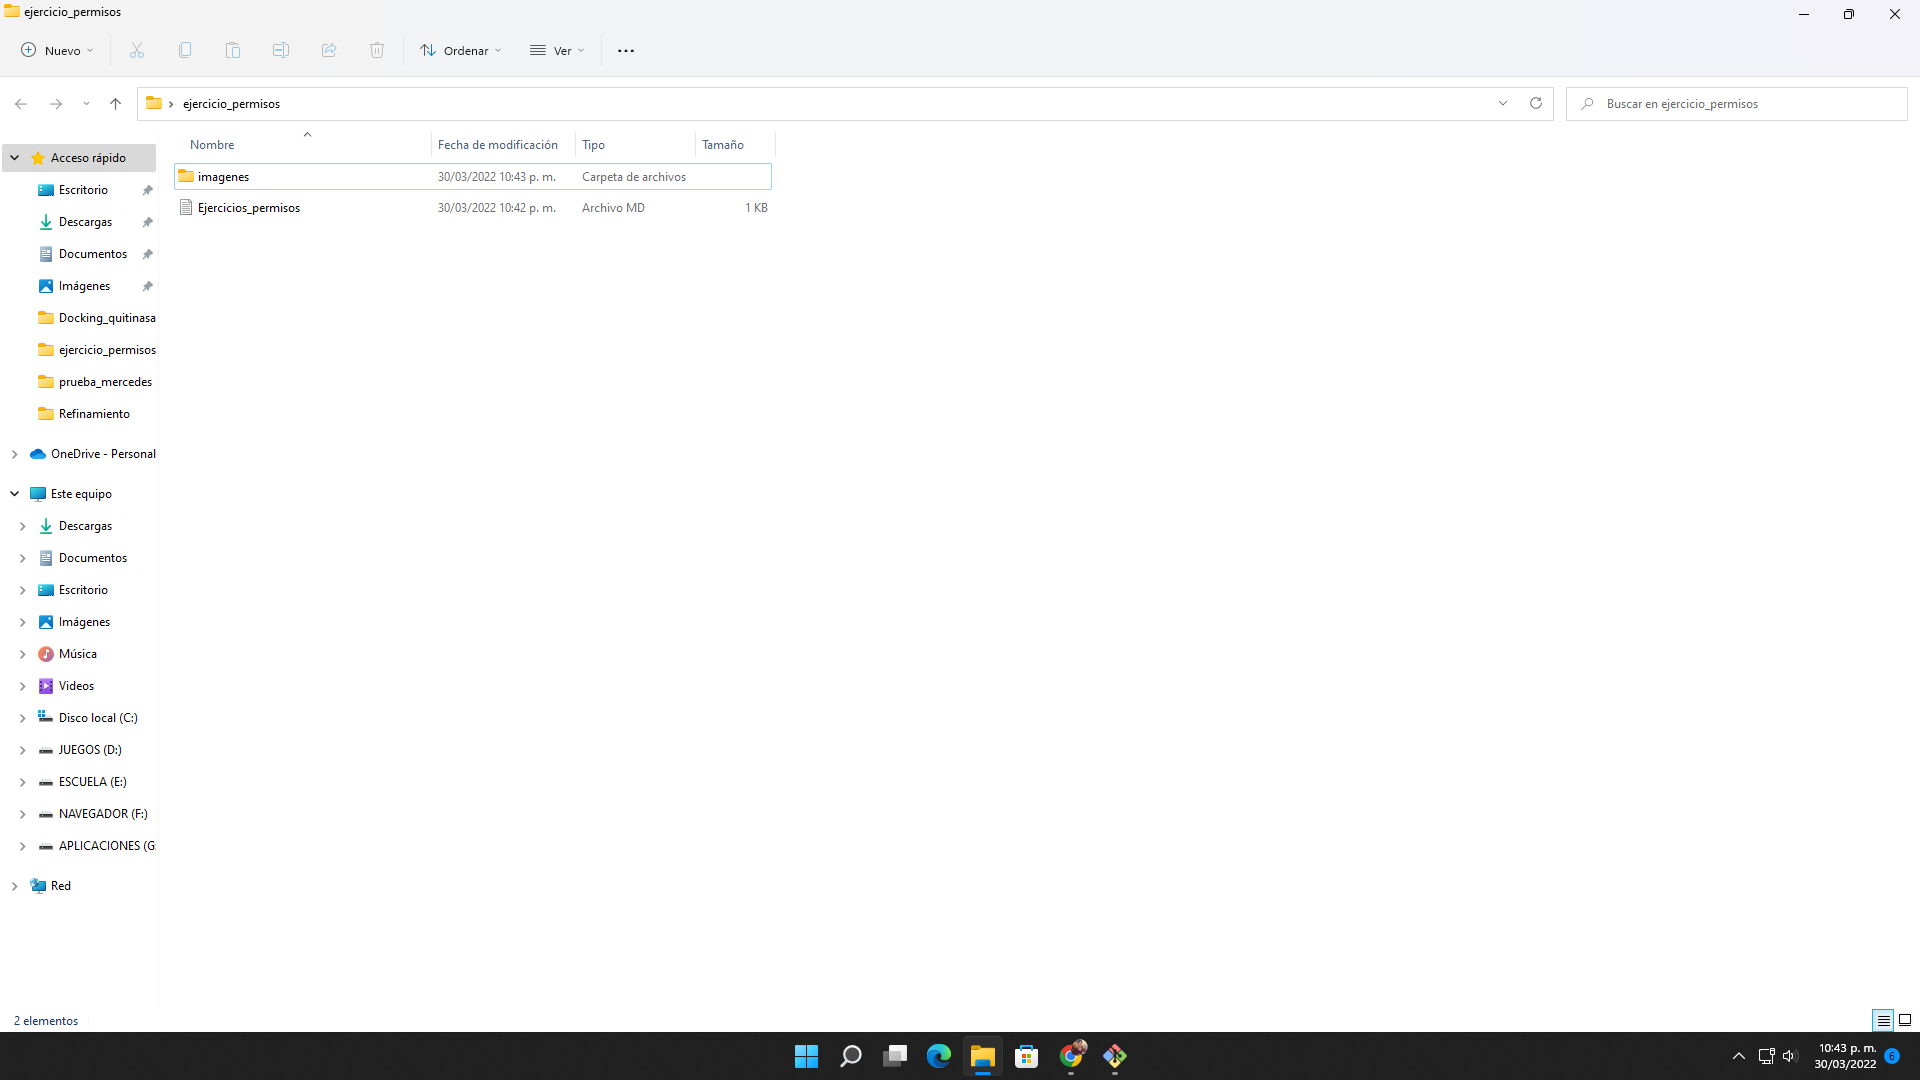 ejercicio_permisos
Nuevo
Ordenar
Ver
ejercicio_permisos
Buscar en ejercicio_permisos
Nombre
Fecha de modificación
Tipo
Tamaño
imagenes
30/03/2022 10:43 p. m.
Carpeta de archivos
Ejercicios_permisos
30/03/2022 10:42 p. m.
Archivo MD
1 KB
Acceso rápido
Escritorio
Descargas
Documentos
Imágenes
Docking_quitinasa
ejercicio_permisos
prueba_mercedes
Refinamiento
OneDrive - Personal
Este equipo
Descargas
Documentos
Escritorio
Imágenes
Música
Videos
Disco local (C:)
JUEGOS (D:)
ESCUELA (E:)
NAVEGADOR (F:)
APLICACIONES (G:
Red
2 elementos
10:43 p. m.
30/03/2022
6